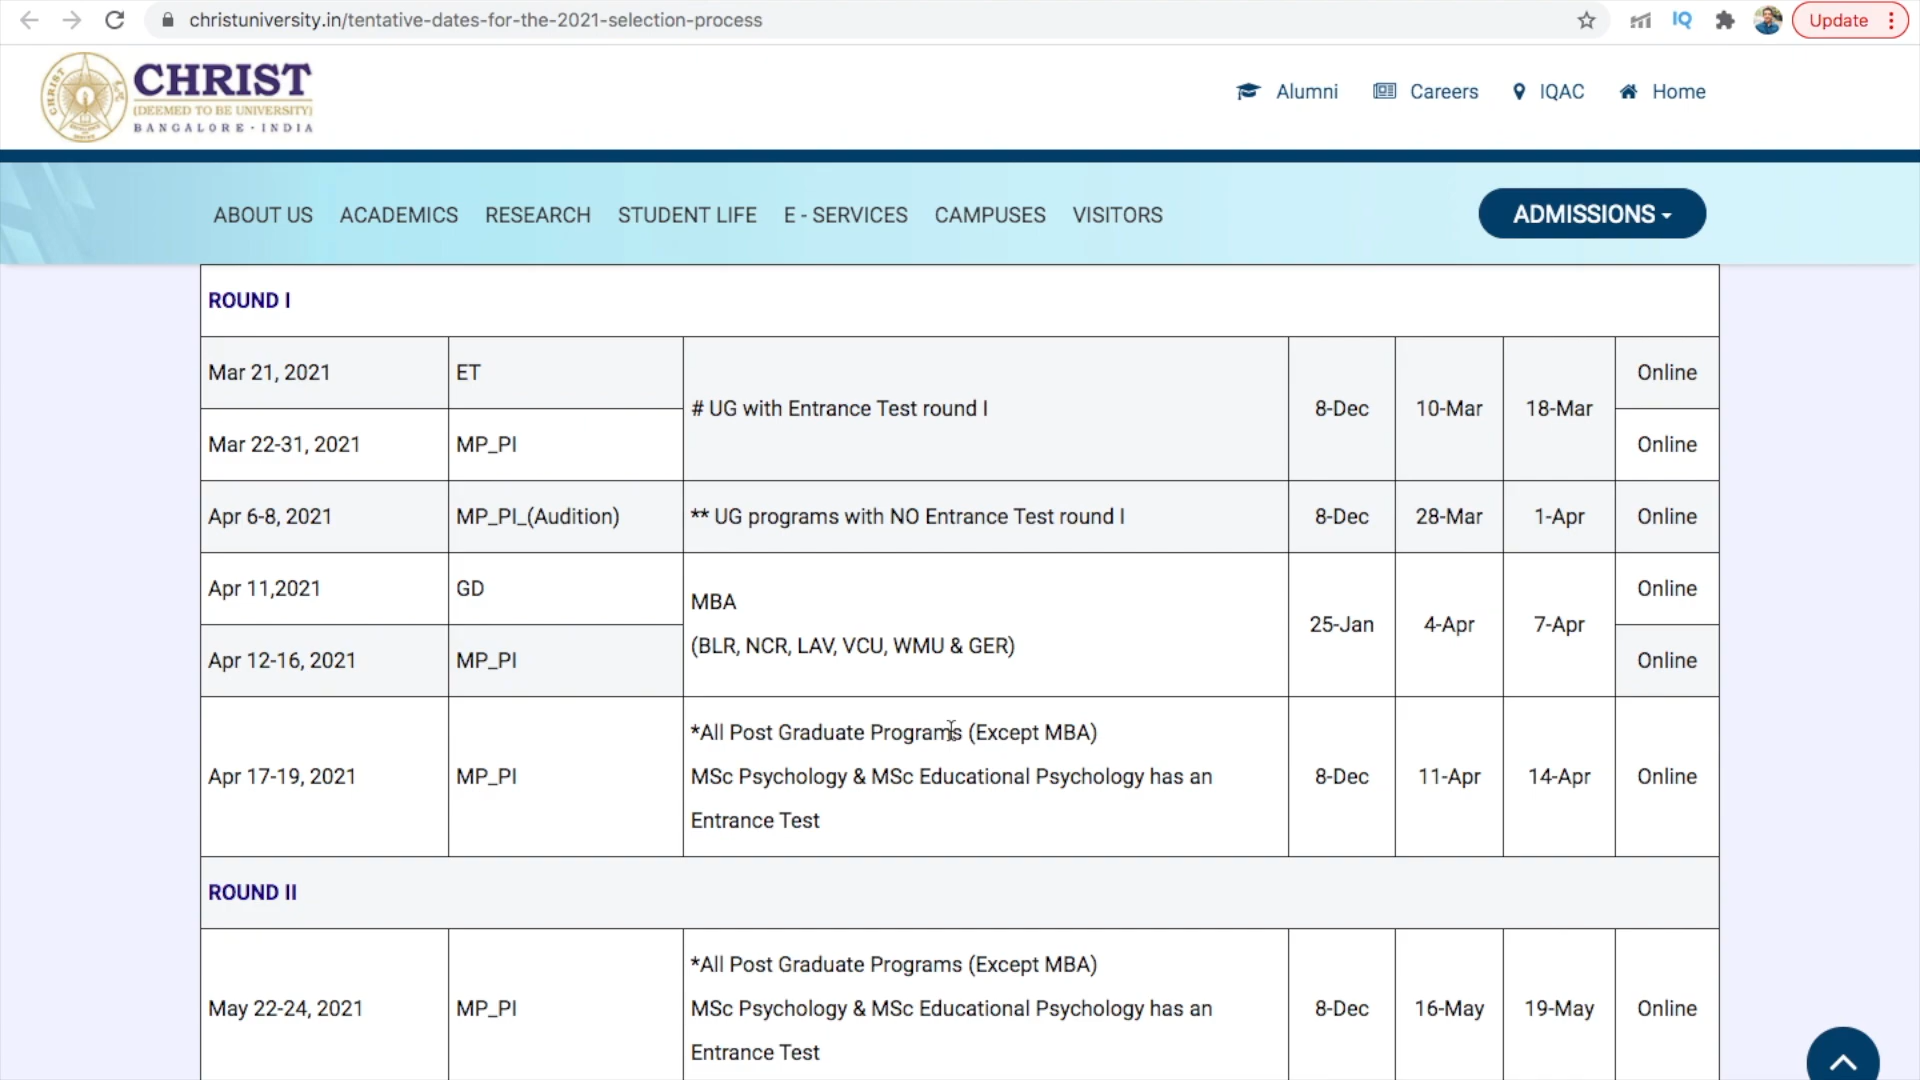 christuniversity.in/tentative-dates-for-the-2021-selection-process
IQ
Update
CHRIST
(DEEMED TO BE UNIVERSITY)
BANGALORE · INDIA
Alumni
Careers
IQAC
Home
ABOUT US
ACADEMICS
RESEARCH
STUDENT LIFE
E - SERVICES
CAMPUSES
VISITORS
ADMISSIONS
ROUND I
Mar 21, 2021
ET
# UG with Entrance Test round I
8-Dec
10-Mar
18-Mar
Online
Mar 22-31, 2021
MP_PI
Online
Apr 6-8, 2021
MP_PI_(Audition)
** UG programs with NO Entrance Test round I
8-Dec
28-Mar
1-Apr
Online
Apr 11,2021
GD
MBA
(BLR, NCR, LAV, VCU, WMU & GER)
25-Jan
4-Apr
7-Apr
Online
Apr 12-16, 2021
MP_PI
Online
Apr 17-19, 2021
MP_PI
*All Post Graduate Programs (Except MBA)
MSc Psychology & MSc Educational Psychology has an
Entrance Test
8-Dec
11-Apr
14-Apr
Online
ROUND II
May 22-24, 2021
MP_PI
*All Post Graduate Programs (Except MBA)
MSc Psychology & MSc Educational Psychology has an
Entrance Test
8-Dec
16-May
19-May
Online